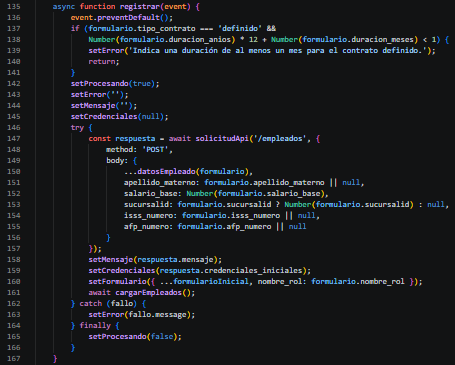 135 async function registrar(event) {
136 event.preventDefault();
137 if (formulario.tipo_contrato === 'definido' &&
138 Number(formulario.duracion_anios) * 12 + Number(formulario.duracion_meses) < 1) {
139 setError('Indica una duración de al menos un mes para el contrato definido.');
140 return;
141 }
142 setProcesando(true);
143 setError('');
144 setMensaje('');
145 setCredenciales(null);
146 try {
147 const respuesta = await solicitudApi('/empleados', {
148 method: 'POST',
149 body: {
150 ...datosEmpleado(formulario),
151 apellido_materno: formulario.apellido_materno || null,
152 salario_base: Number(formulario.salario_base),
153 sucursalid: formulario.sucursalid ? Number(formulario.sucursalid) : null,
154 isss_numero: formulario.isss_numero || null,
155 afp_numero: formulario.afp_numero || null
156 }
157 });
158 setMensaje(respuesta.mensaje);
159 setCredenciales(respuesta.credenciales_iniciales);
160 setFormulario({ ...formularioInicial, nombre_rol: formulario.nombre_rol });
161 await cargarEmpleados();
162 } catch (fallo) {
163 setError(fallo.message);
164 } finally {
165 setProcesando(false);
166 }
167 }